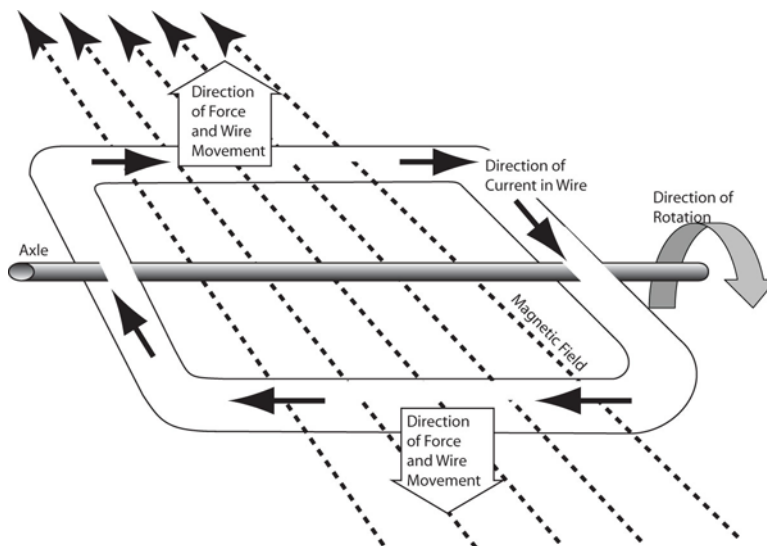 Direction
of Force
and Wire
Movement
Direction of
Current in Wire
Direction of
Rotation
Axle
Magnetic Field
Direction
of Force
and Wire
Movement